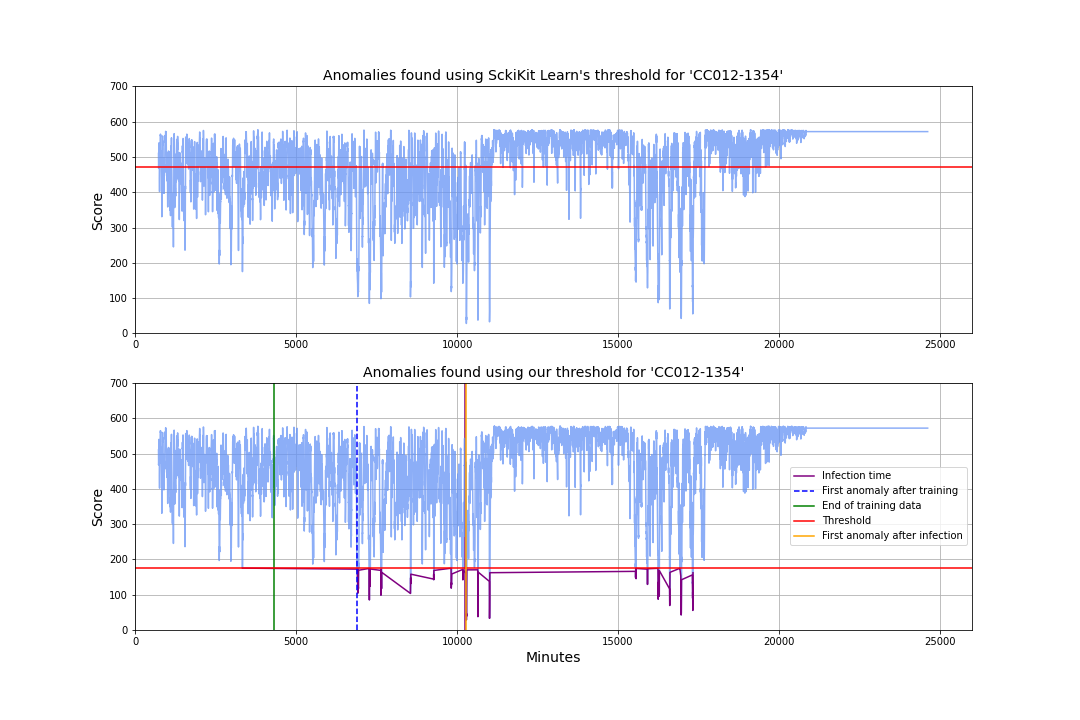 Anomalies found using SckiKit Learn's threshold for 'CC012-1354'
700
600
500
400
300
200
100
0
Score
0 5000 10000 15000 20000 25000
Anomalies found using our threshold for 'CC012-1354'
700
600
500
400
300
200
100
0
Score
Infection time
First anomaly after training
End of training data
Threshold
First anomaly after infection
0 5000 10000 15000 20000 25000
Minutes